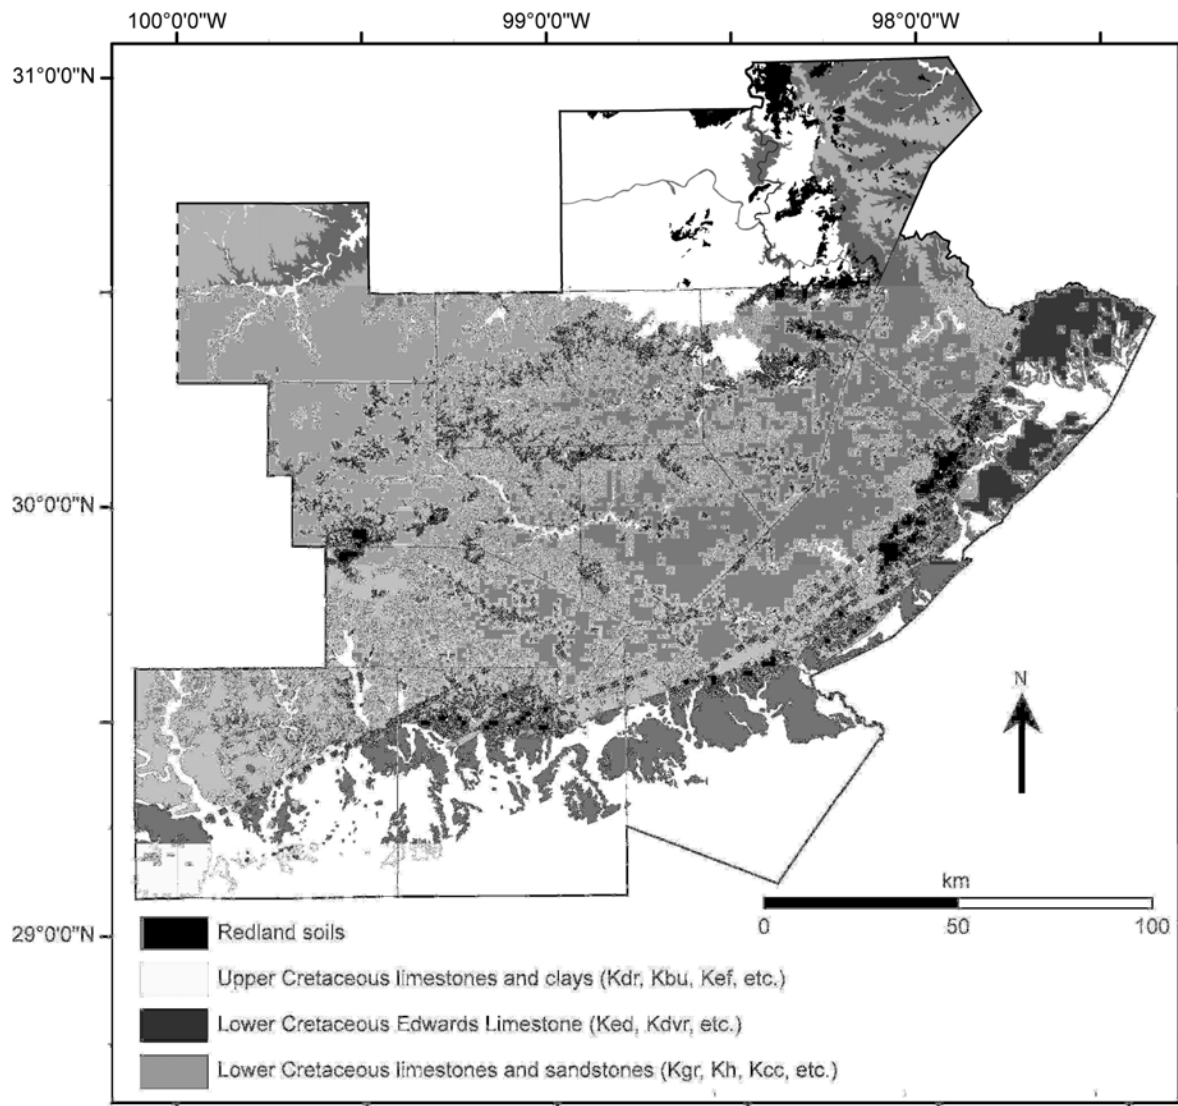 100°0'0"W 99°0'0"W 98°0'0"W
31°0'0"N
30°0'0"N
29°0'0"N
N
km
0 50 100
Redland soils
Upper Cretaceous limestones and clays (Kdr, Kbu, Kef, etc.)
Lower Cretaceous Edwards Limestone (Ked, Kdvr, etc.)
Lower Cretaceous limestones and sandstones (Kgr, Kh, Kcc, etc.)